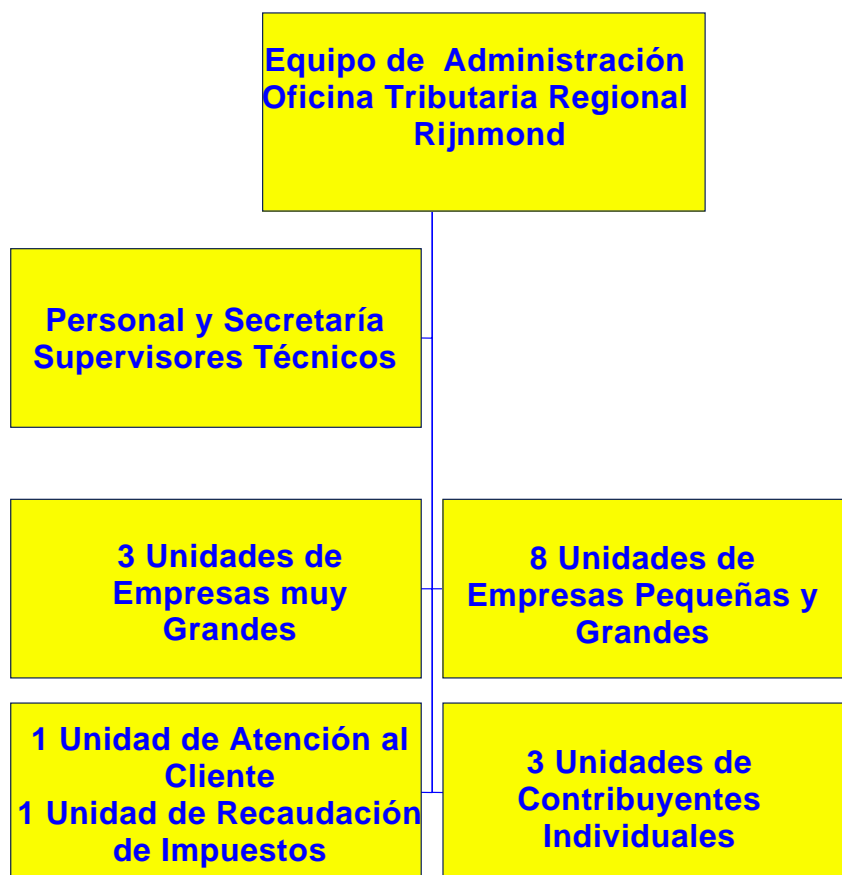 Equipo de Administración
Oficina Tributaria Regional
Rijnmond
Personal y Secretaría
Supervisores Técnicos
3 Unidades de
Empresas muy
Grandes
8 Unidades de
Empresas Pequeñas y
Grandes
1 Unidad de Atención al
Cliente
1 Unidad de Recaudación
de Impuestos
3 Unidades de
Contribuyentes
Individuales